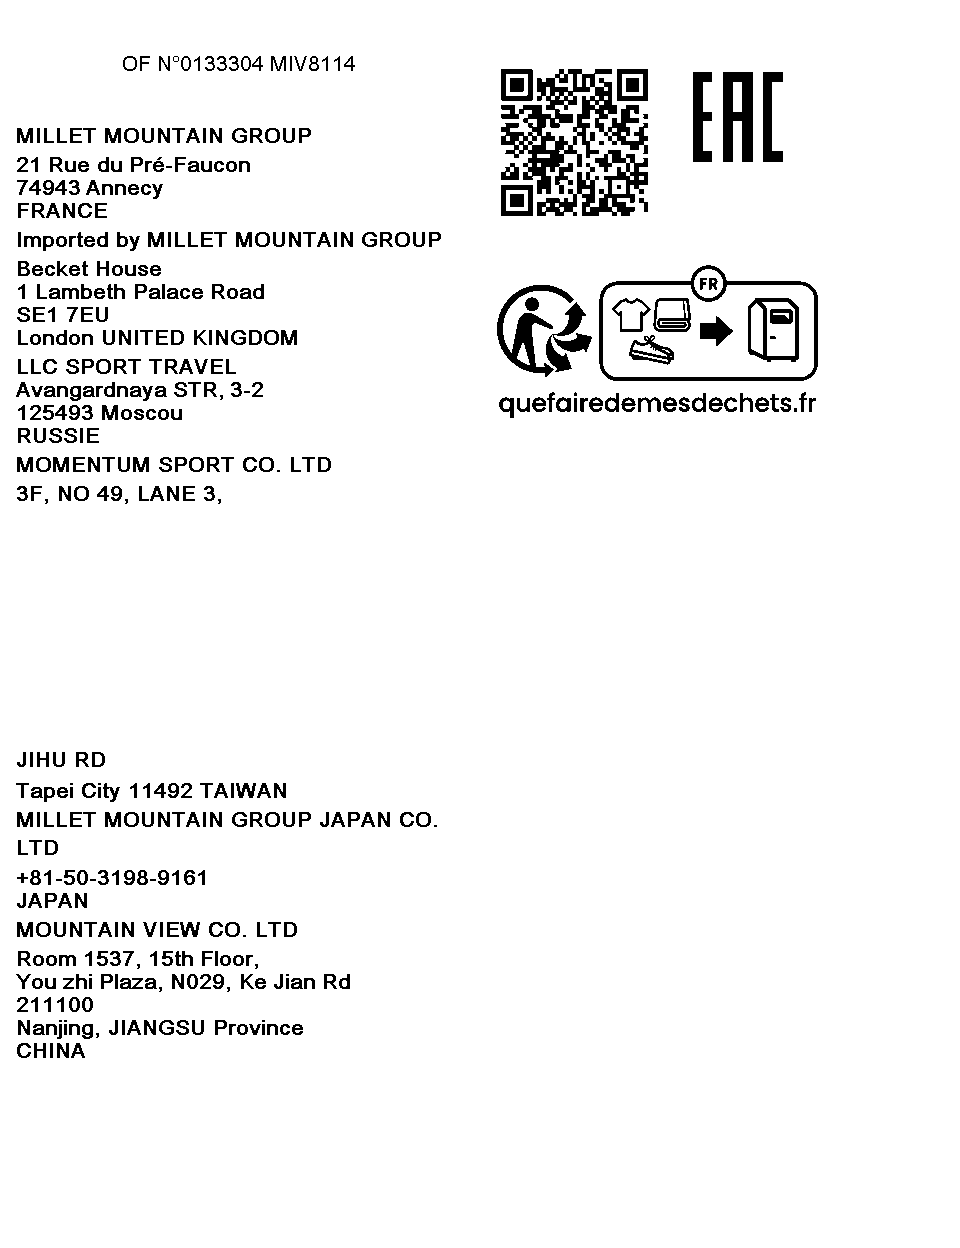 OF N°0133304 MIV8114
MILLET MOUNTAIN GROUP
21 Rue du Pré-Faucon
74943 Annecy
FRANCE
Imported by MILLET MOUNTAIN GROUP
Becket House
1 Lambeth Palace Road
SE1 7EU
London UNITED KINGDOM
LLC SPORT TRAVEL
Avangardnaya STR, 3-2
125493 Moscou
RUSSIE
MOMENTUM SPORT CO. LTD
3F, NO 49, LANE 3,
JIHU RD
Tapei City 11492 TAIWAN
MILLET MOUNTAIN GROUP JAPAN CO.
LTD
+81-50-3198-9161
JAPAN
MOUNTAIN VIEW CO. LTD
Room 1537, 15th Floor,
You zhi Plaza, N029, Ke Jian Rd
211100
Nanjing, JIANGSU Province
CHINA
EAC
FR
quefairedemesdechets.fr